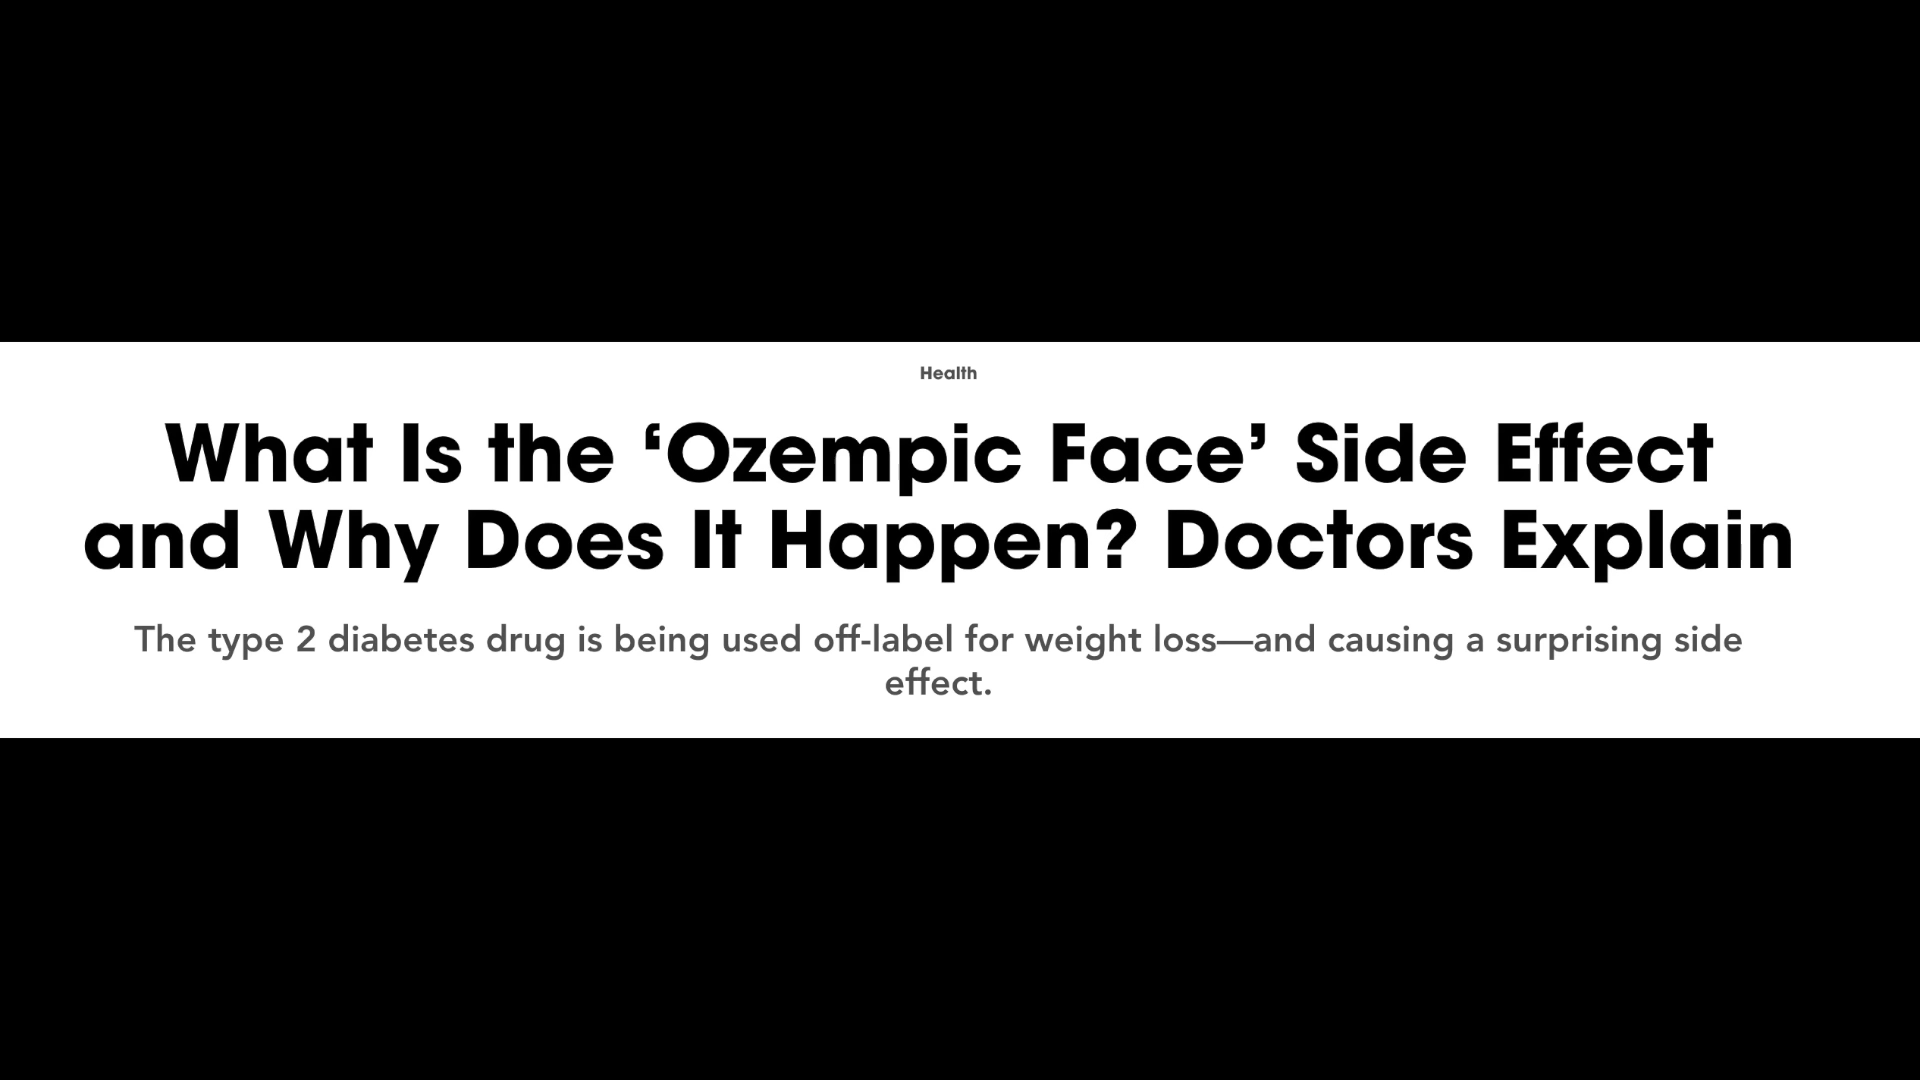 Health
What Is the ‘Ozempic Face’ Side Effect
and Why Does It Happen? Doctors Explain
The type 2 diabetes drug is being used off-label for weight loss—and causing a surprising side
effect.